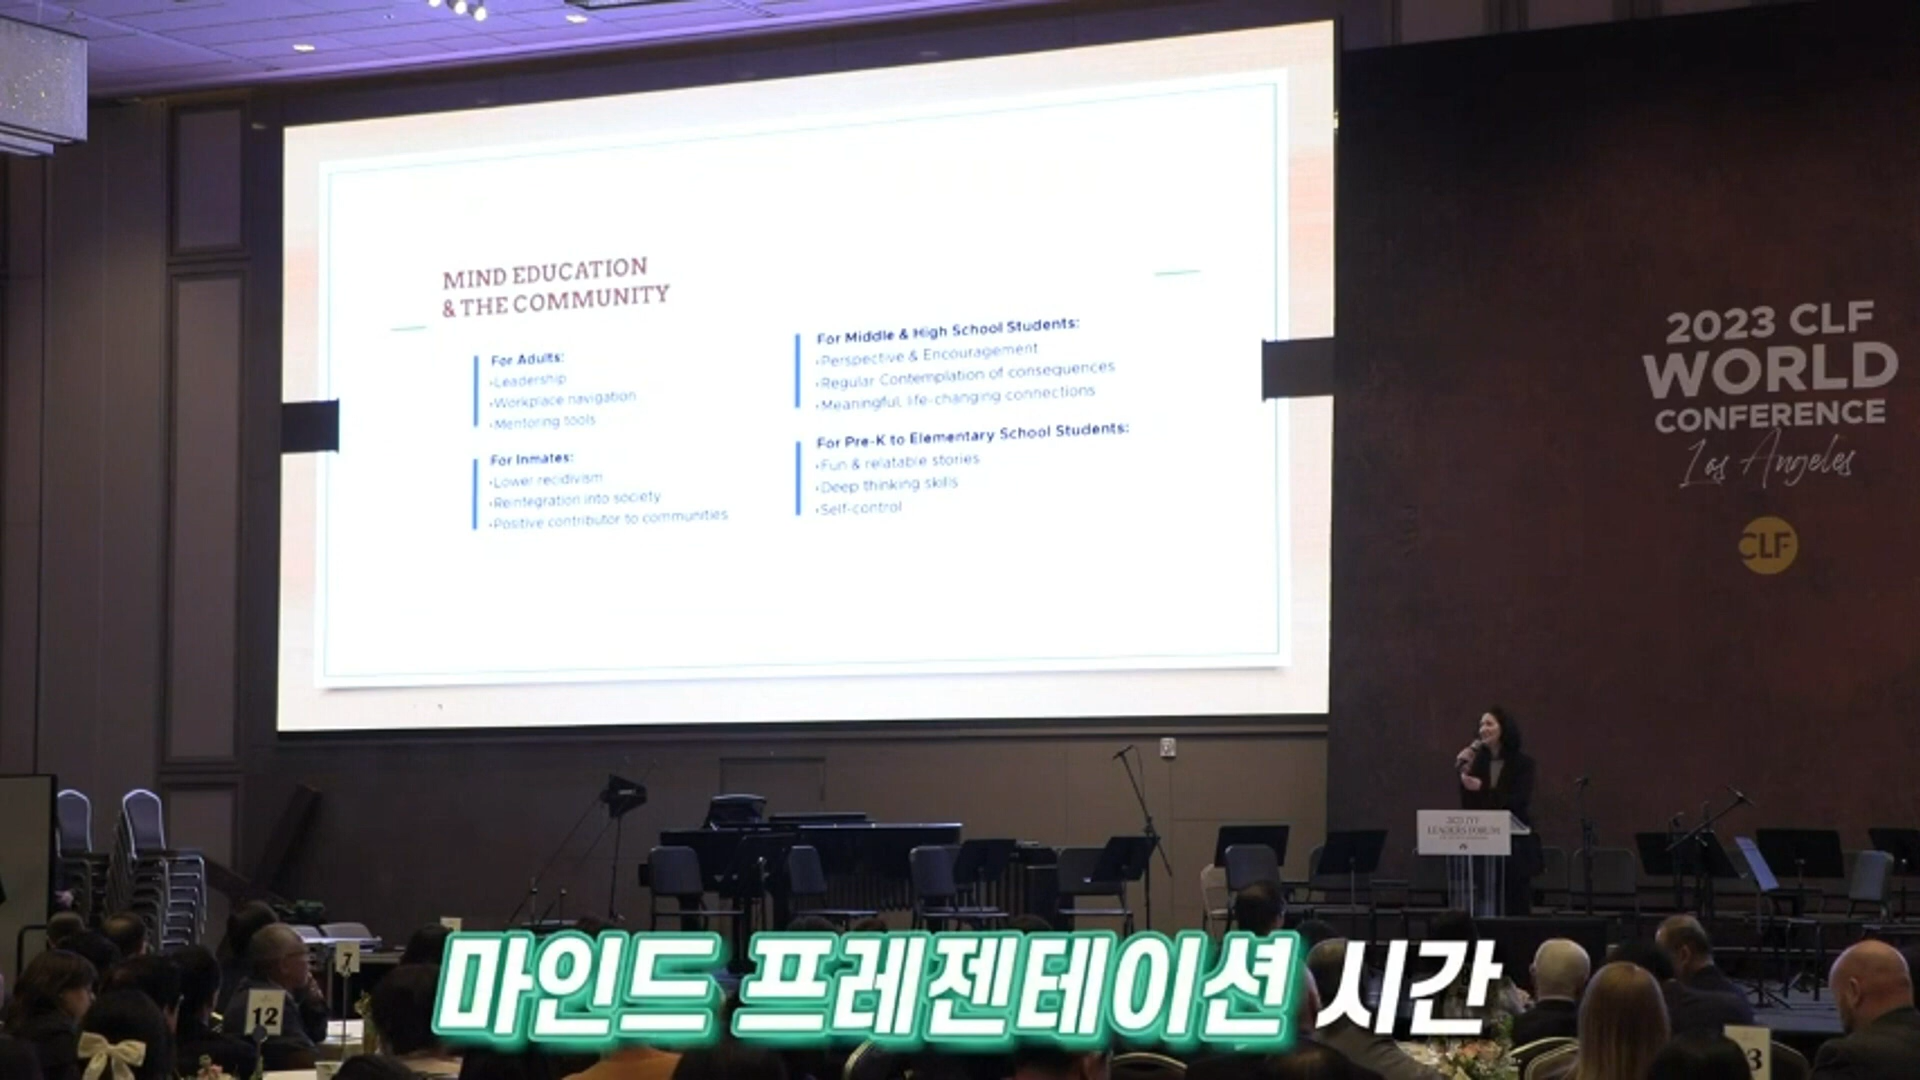 MIND EDUCATION
& THE COMMUNITY
For Adults:
•Leadership
•Workplace navigation
•Mentoring tools
For Inmates:
•Lower recidivism
•Reintegration into society
•Positive contributor to communities
For Middle & High School Students:
•Perspective & Encouragement
•Regular Contemplation of consequences
•Meaningful, life-changing connections
For Pre-K to Elementary School Students:
•Fun & relatable stories
•Deep thinking skills
•Self-control
2023 CLF
WORLD
CONFERENCE
Los Angeles
CLF
LEADERS FORUM
7
12
3
마인드 프레젠테이션 시간